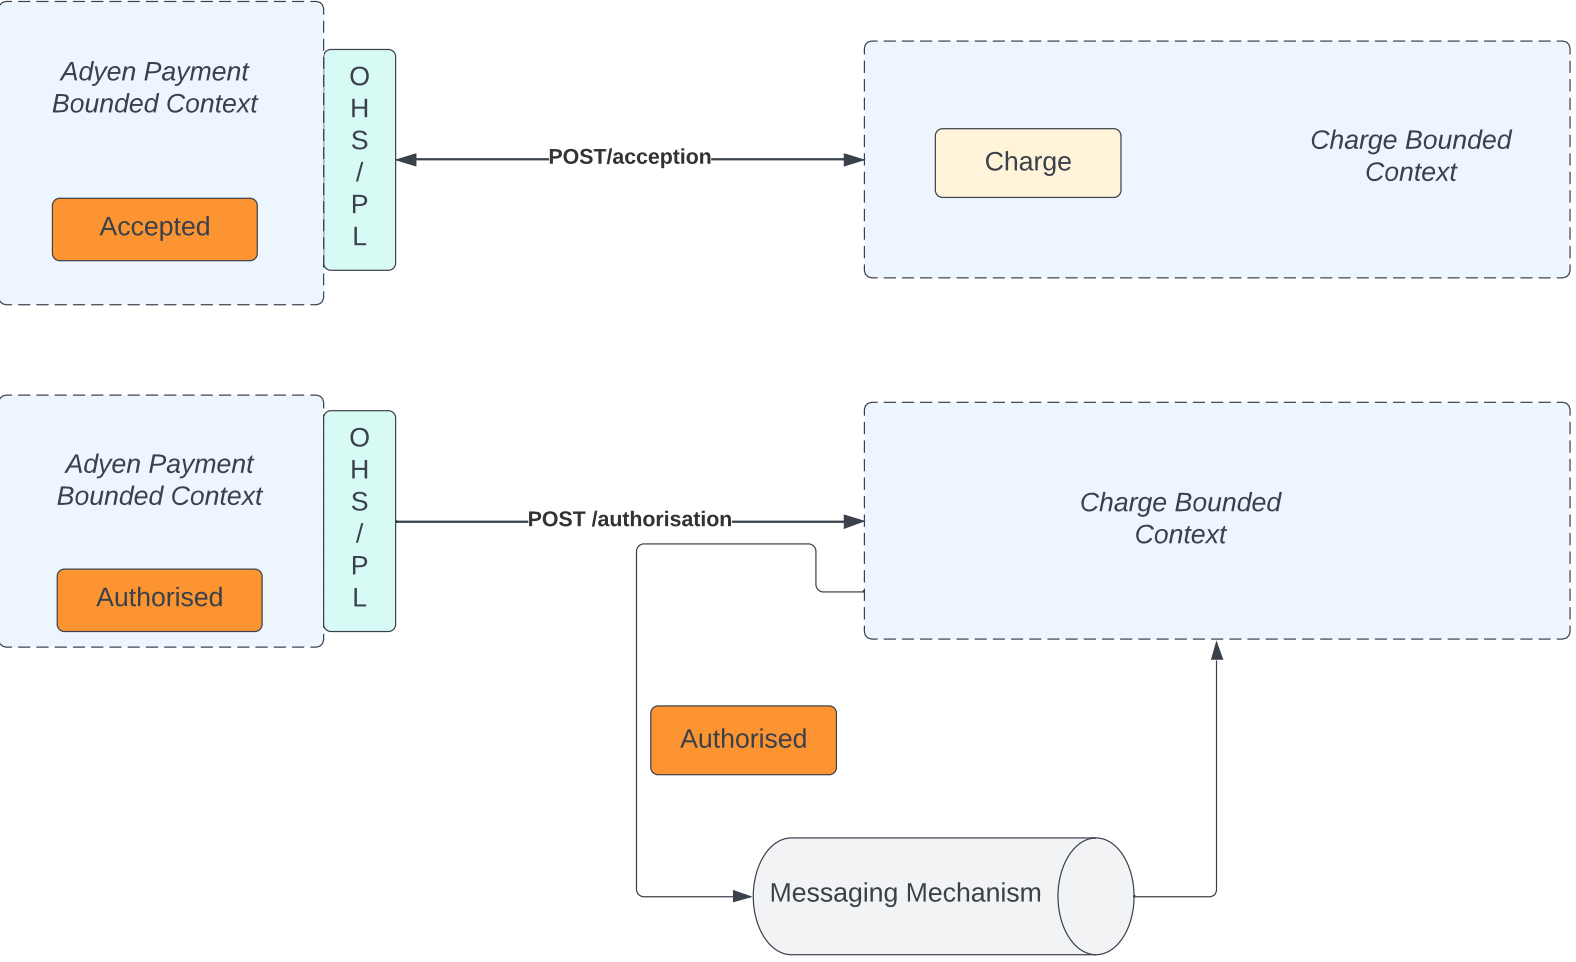 Adyen Payment
Bounded Context
Accepted
O
H
S
/
P
L
POST/acception
Charge
Charge Bounded
Context
Adyen Payment
Bounded Context
Authorised
O
H
S
/
P
L
POST /authorisation
Charge Bounded
Context
Authorised
Messaging Mechanism